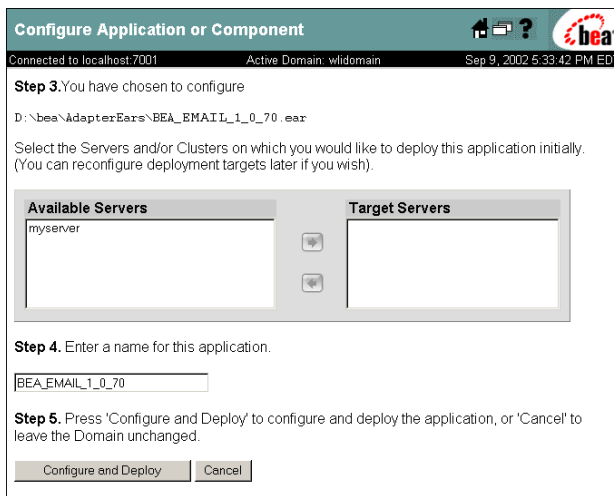 Configure Application or Component
?
bea
Connected to localhost:7001 Active Domain: wlidomain Sep 9, 2002 5:33:42 PM ED
Step 3.You have chosen to configure
D:\bea\AdapterEars\BEA_EMAIL_1_0_70.ear
Select the Servers and/or Clusters on which you would like to deploy this application initially.
(You can reconfigure deployment targets later if you wish).
Available Servers Target Servers
myserver
Step 4. Enter a name for this application.
BEA_EMAIL_1_0_70
Step 5. Press 'Configure and Deploy' to configure and deploy the application, or 'Cancel' to
leave the Domain unchanged.
Configure and Deploy Cancel